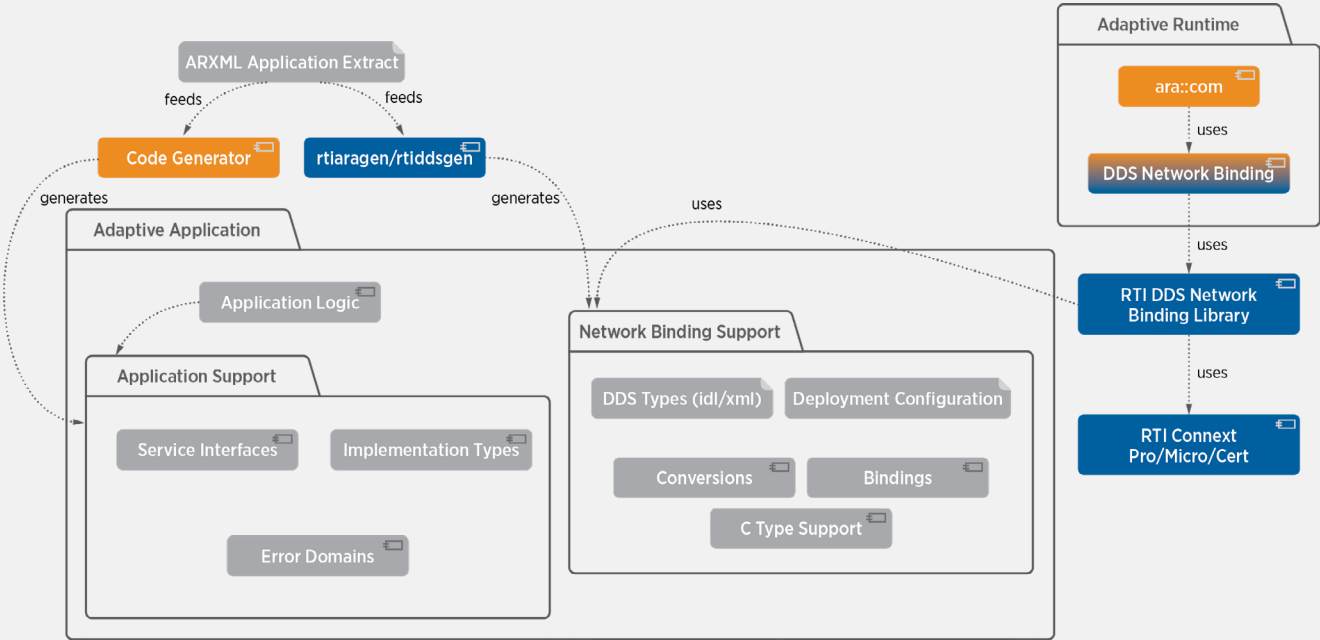 Adaptive Runtime
ARXML Application Extract
ara::com
feeds
feeds
uses
Code Generator
rtiaragen/rtiddsgen
DDS Network Binding
generates
generates
uses
Adaptive Application
uses
RTI DDS Network
Binding Library
Application Logic
Network Binding Support
Application Support
uses
DDS Types (idl/xml)
Deployment Configuration
Service Interfaces
Implementation Types
RTI Connext
Pro/Micro/Cert
Conversions
Bindings
C Type Support
Error Domains